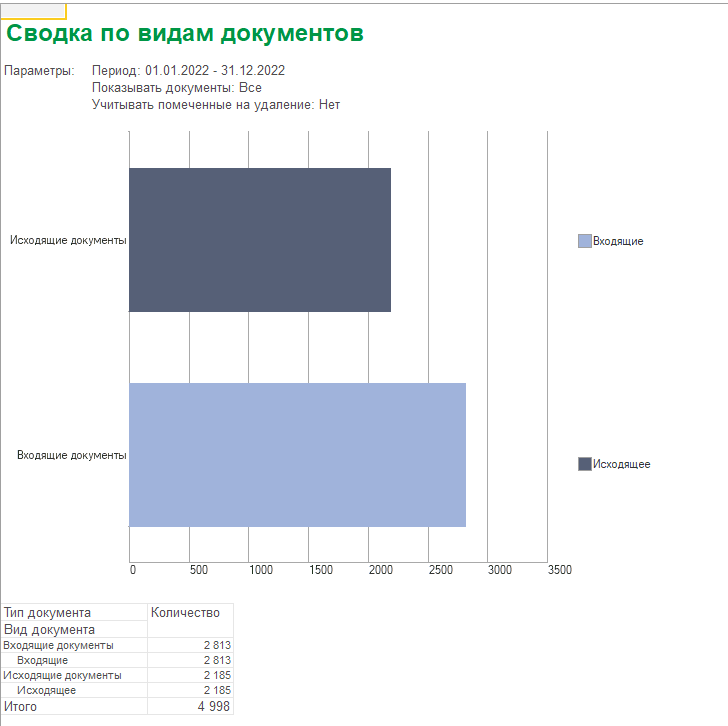 Сводка по видам документов
Параметры: Период: 01.01.2022 - 31.12.2022
Показывать документы: Все
Учитывать помеченные на удаление: Нет
Исходящие документы
Входящие
Входящие документы
Исходящее
0 500 1000 1500 2000 2500 3000 3500
Тип документа Количество
Вид документа
Входящие документы 2 813
Входящие 2 813
Исходящие документы 2 185
Исходящее 2 185
Итого 4 998